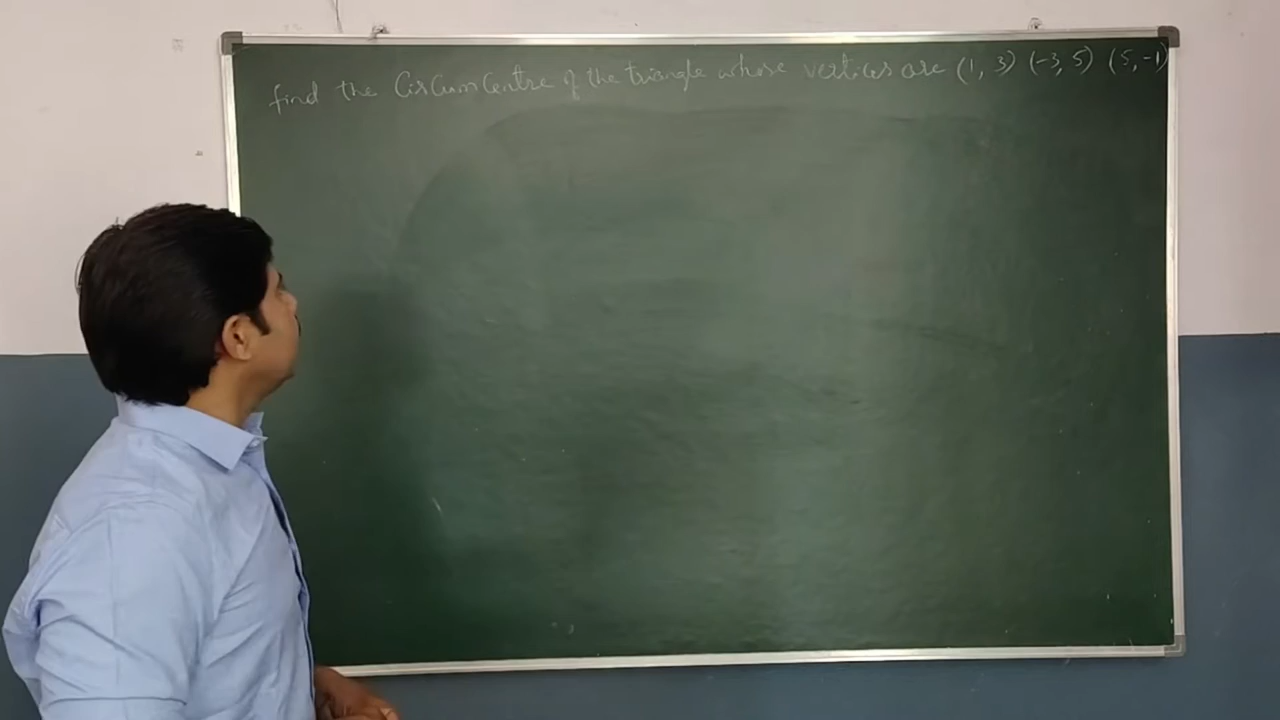 find the Circumcentre of the triangle whose vertices are (1, 3) (-3, 5) (5, -1)